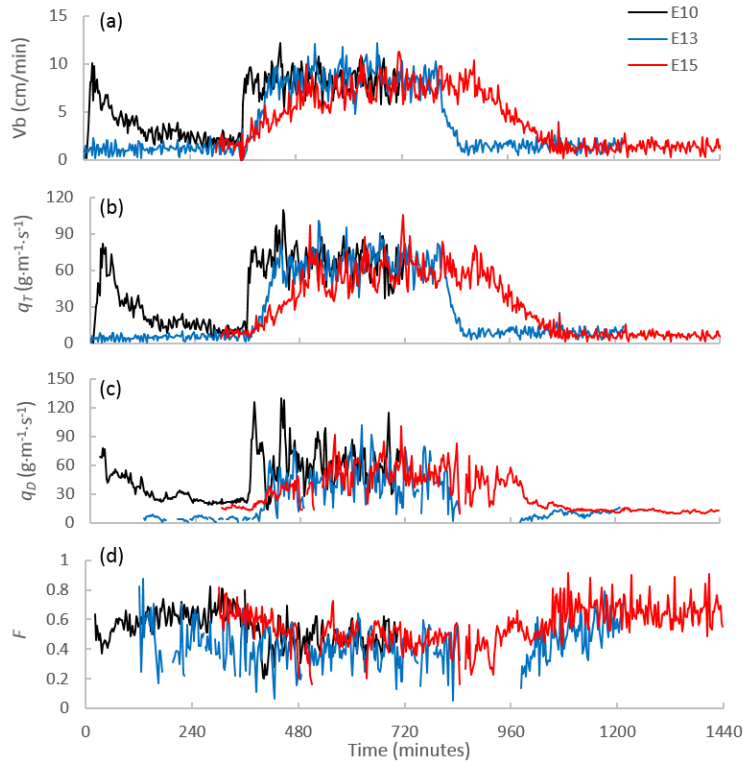 (a)
E10
E13
E15
15
10
5
0
Vb (cm/min)
(b)
120
90
60
30
0
qT (g·m-1·s-1)
(c)
150
120
90
60
30
0
qD (g·m-1·s-1)
(d)
1
0.8
0.6
0.4
0.2
0
F
0 240 480 720 960 1200 1440
Time (minutes)